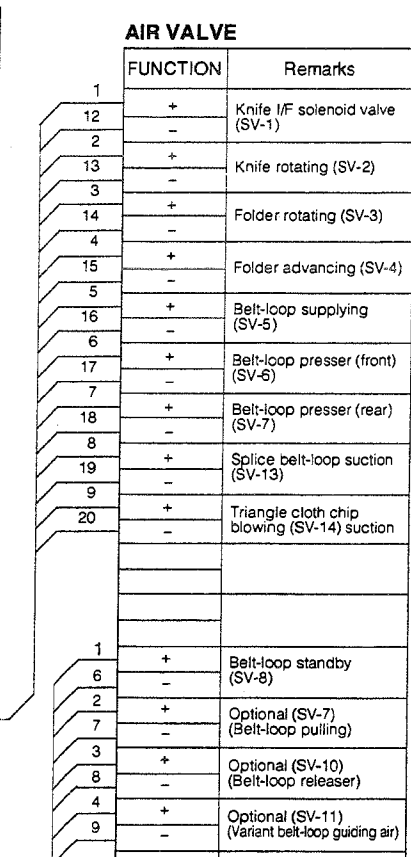 AIR VALVE
FUNCTION Remarks
1 + Knife I/F solenoid valve
12 − (SV-1)
2 +
13 − Knife rotating (SV-2)
3 +
14 − Folder rotating (SV-3)
4 +
15 − Folder advancing (SV-4)
5 + Belt-loop supplying
16 − (SV-5)
6 + Belt-loop presser (front)
17 − (SV-6)
7 + Belt-loop presser (rear)
18 − (SV-7)
8 + Splice belt-loop suction
19 − (SV-13)
9 + Triangle cloth chip
20 − blowing (SV-14) suction
1 + Belt-loop standby
6 − (SV-8)
2 + Optional (SV-7)
7 − (Belt-loop pulling)
3 + Optional (SV-10)
8 − (Belt-loop releaser)
4 + Optional (SV-11)
9 − (Variant belt-loop guiding air)